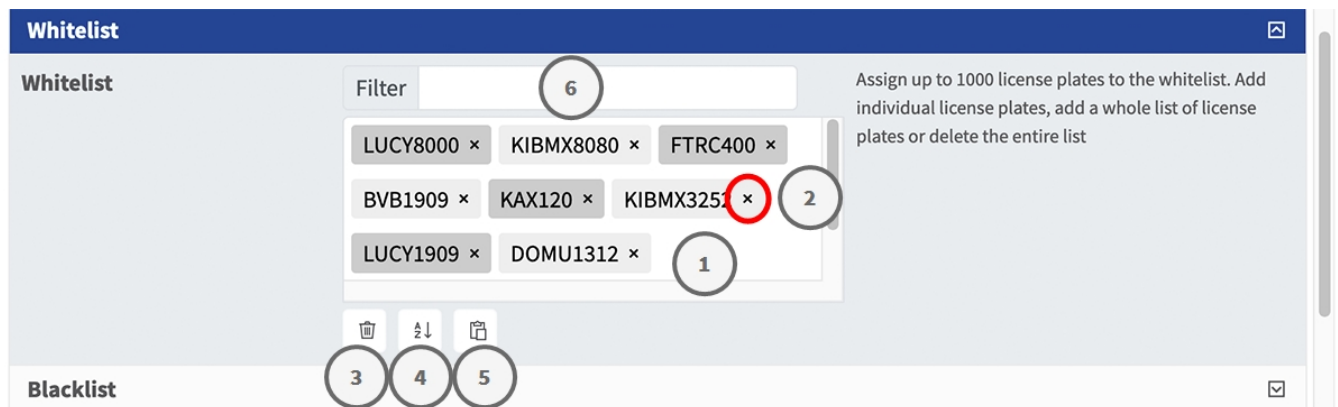 Whitelist
Whitelist
Filter
6
Assign up to 1000 license plates to the whitelist. Add
individual license plates, add a whole list of license
plates or delete the entire list
LUCY8000 × KIBMX8080 × FTRC400 ×
BVB1909 × KAX120 × KIBMX3252 × 2
LUCY1909 × DOMU1312 × 1
3 4 5
Blacklist